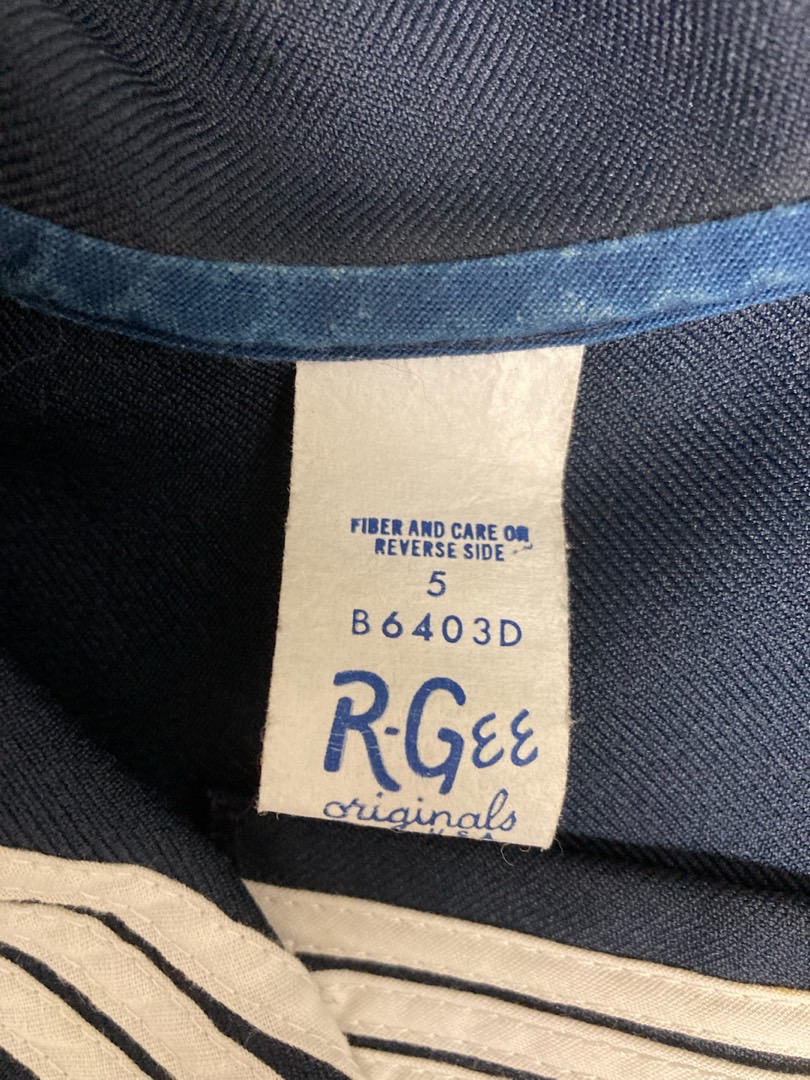 FIBER AND CARE ON
REVERSE SIDE
5
B6403D
R-GEE
originals
U.S.A